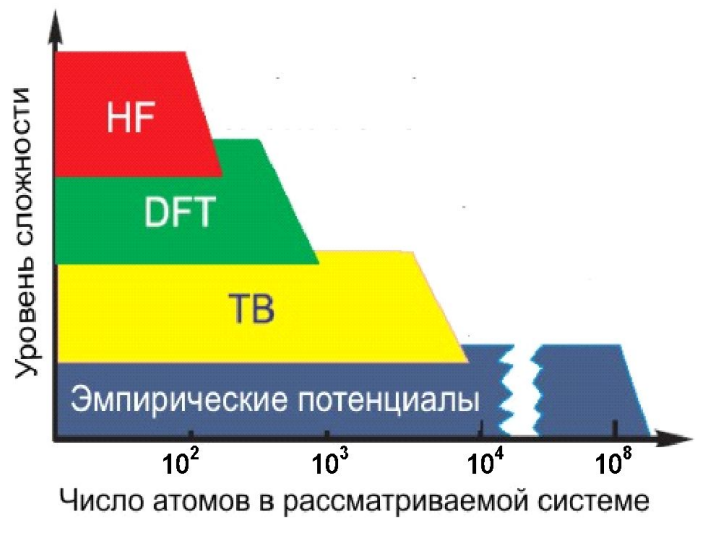 Уровень сложности
HF
DFT
TB
Эмпирические потенциалы
10² 10³ 10⁴ 10⁸
Число атомов в рассматриваемой системе